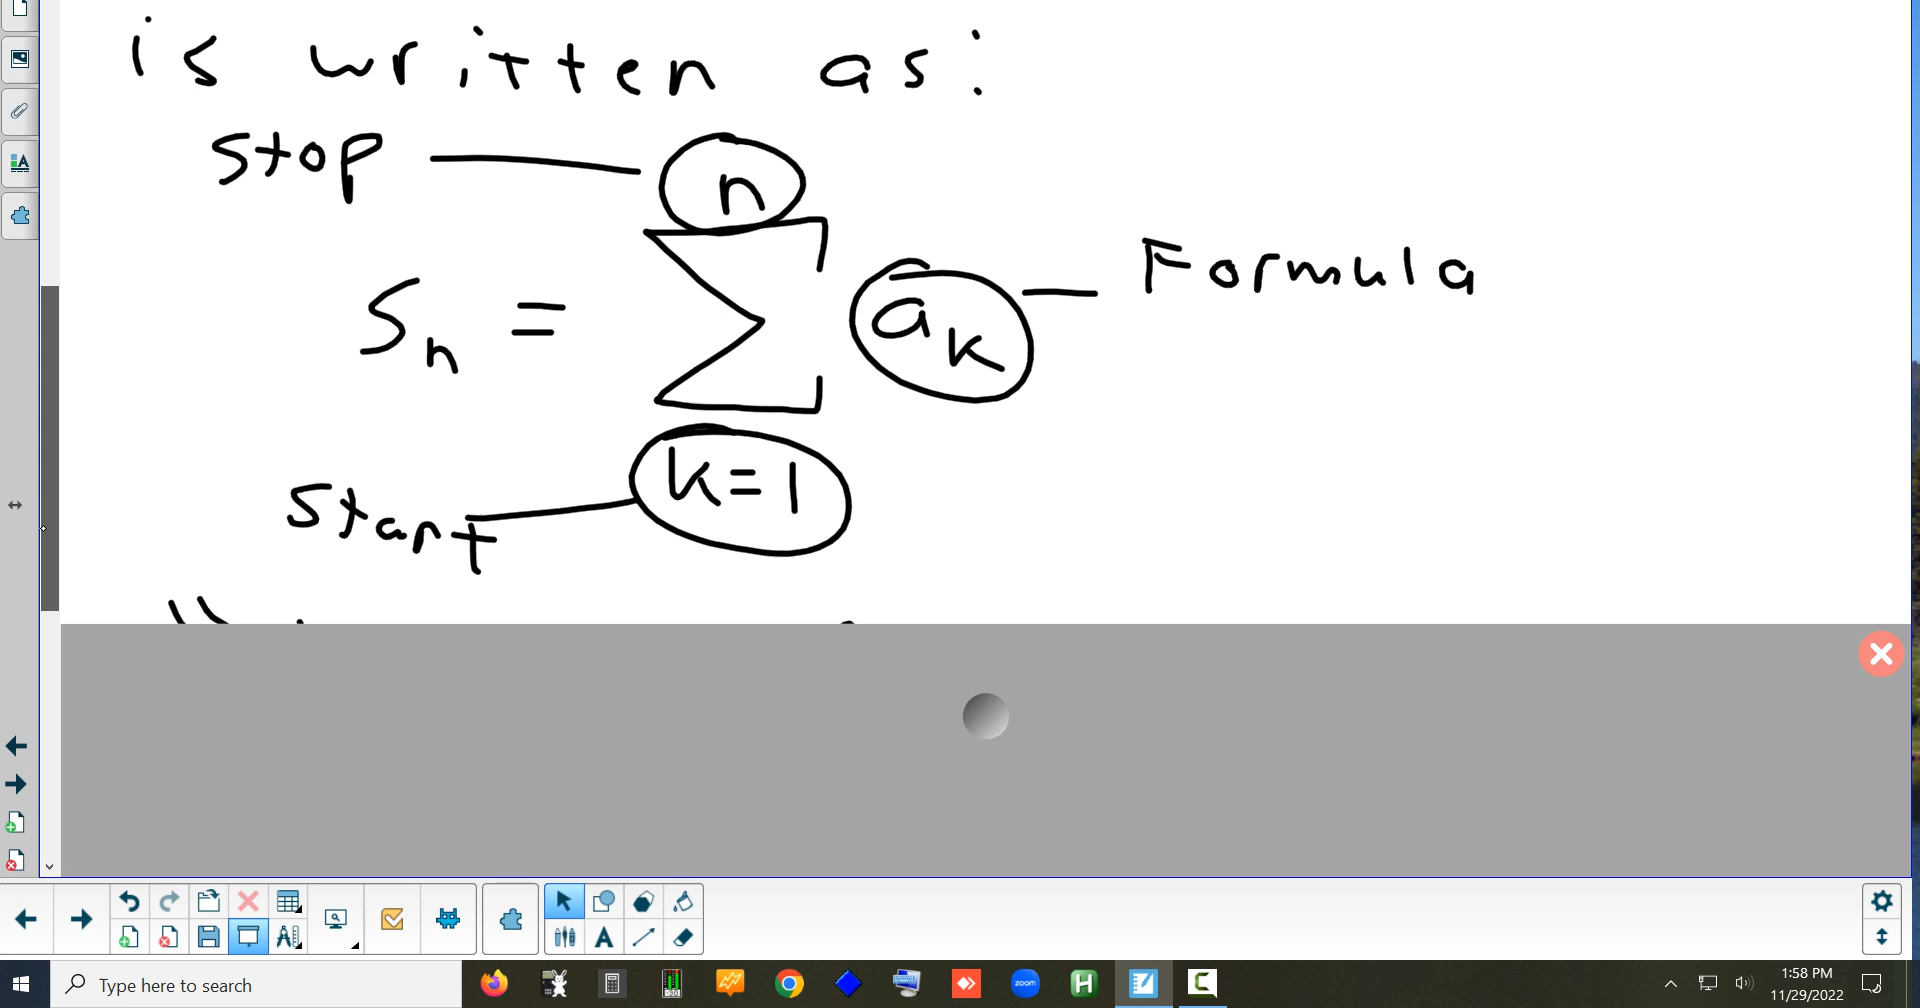 is written as:
stop
n
Sn = Σ ak
Formula
k=1
start
A
A
zoom
H
C
Type here to search
1:58 PM
11/29/2022